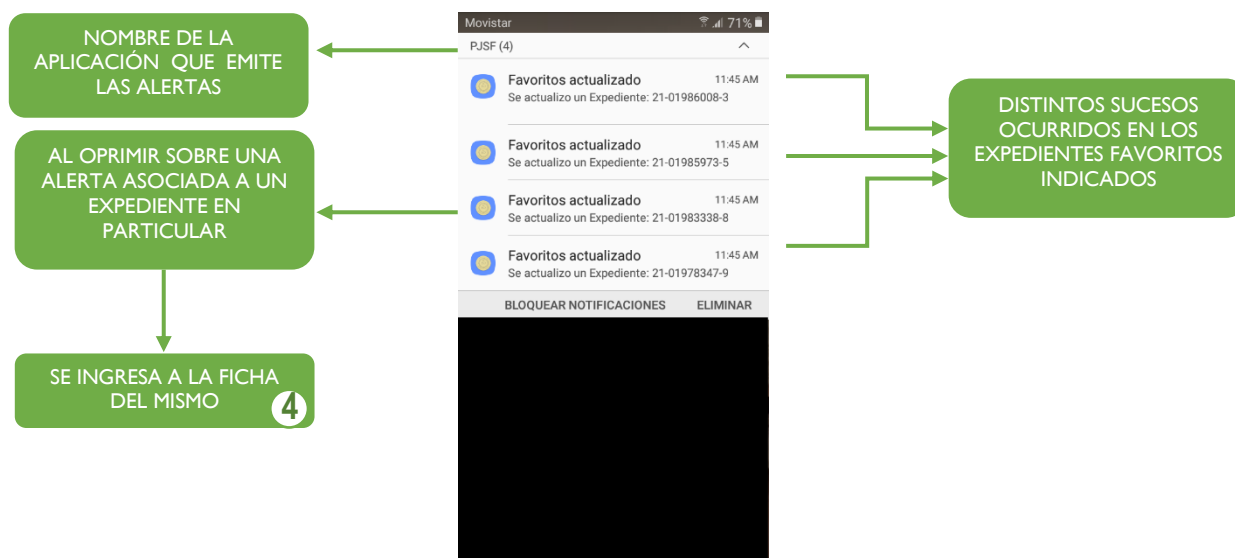 NOMBRE DE LA
APLICACIÓN QUE EMITE
LAS ALERTAS
AL OPRIMIR SOBRE UNA
ALERTA ASOCIADA A UN
EXPEDIENTE EN
PARTICULAR
SE INGRESA A LA FICHA
DEL MISMO
4
Movistar 71%
PJSF (4)
Favoritos actualizado 11:45 AM
Se actualizo un Expediente: 21-01986008-3
Favoritos actualizado 11:45 AM
Se actualizo un Expediente: 21-01985973-5
Favoritos actualizado 11:45 AM
Se actualizo un Expediente: 21-01983338-8
Favoritos actualizado 11:45 AM
Se actualizo un Expediente: 21-01978347-9
BLOQUEAR NOTIFICACIONES ELIMINAR
DISTINTOS SUCESOS
OCURRIDOS EN LOS
EXPEDIENTES FAVORITOS
INDICADOS